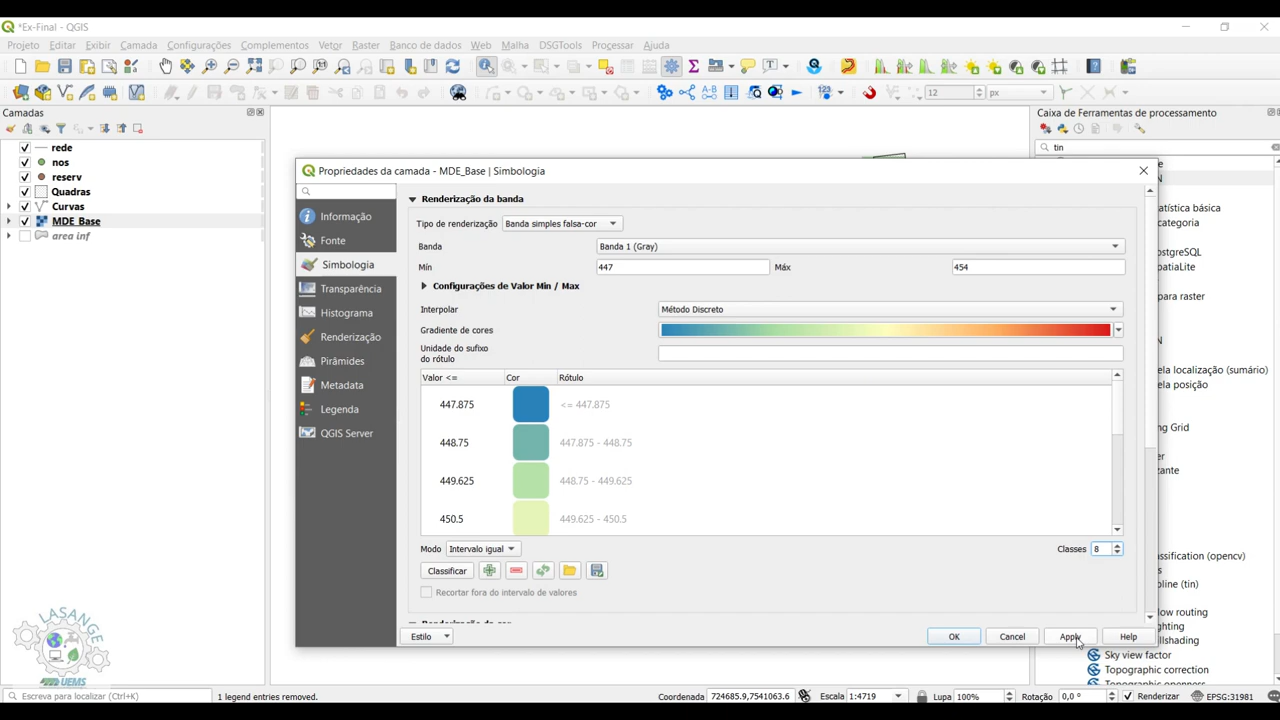 *Ex-Final - QGIS
Projeto Editar Exibir Camada Configurações Complementos Vetor Raster Banco de dados Web Malha DSGTools Processar Ajuda
12 px
Camadas
Caixa de Ferramentas de processamento
tin
rede
nos
reserv
Quadras
Curvas
MDE_Base
area inf
Propriedades da camada - MDE_Base | Simbologia
Informação
Fonte
Simbologia
Transparência
Histograma
Renderização
Pirâmides
Metadata
Legenda
QGIS Server
Renderização da banda
Tipo de renderização Banda simples falsa-cor
Banda Banda 1 (Gray)
Mín 447 Máx 454
Configurações de Valor Min / Max
Interpolar Método Discreto
Gradiente de cores
Unidade do sufixo
do rótulo
Valor <= Cor Rótulo
447.875 <= 447.875
448.75 447.875 - 448.75
449.625 448.75 - 449.625
450.5 449.625 - 450.5
Modo Intervalo igual Classes 8
Classificar
Recortar fora do intervalo de valores
Estilo OK Cancel Apply Help
atística básica
categoria
ostgreSQL
patiaLite
para raster
ela localização (sumário)
ela posição
ng Grid
lizante
ssification (opencv)
pline (tin)
low routing
ghting
llshading
Sky view factor
Topographic correction
Topographic openness
LASANGE
UEMS
Escreva para localizar (Ctrl+K) 1 legend entries removed. Coordenada 724685.9,7541063.6 Escala 1:4719 Lupa 100% Rotação 0,0 ° Renderizar EPSG:31981